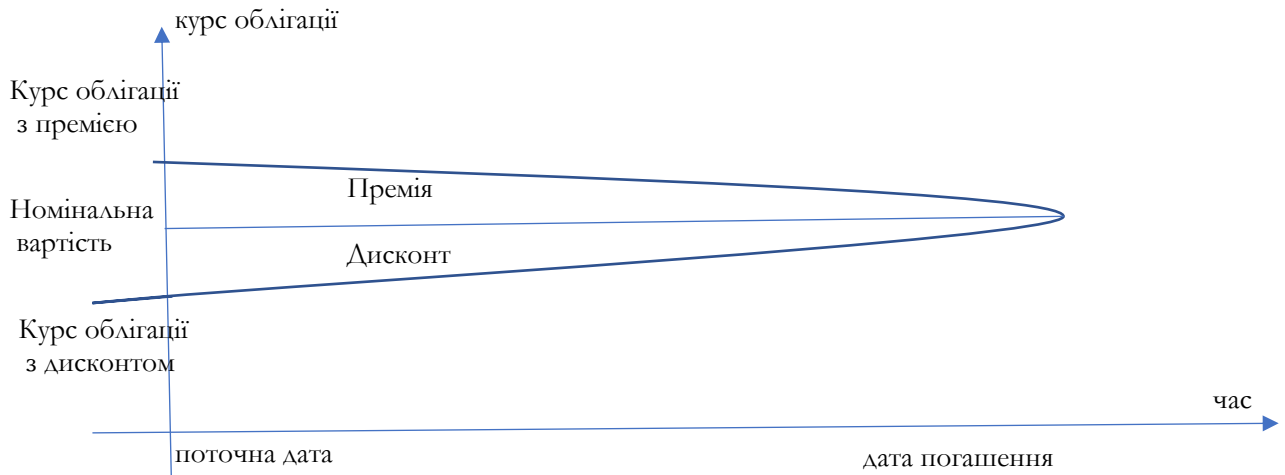 курс облігації
Курс облігації
з премією
Премія
Номінальна
вартість
Дисконт
Курс облігації
з дисконтом
час
поточна дата
дата погашення